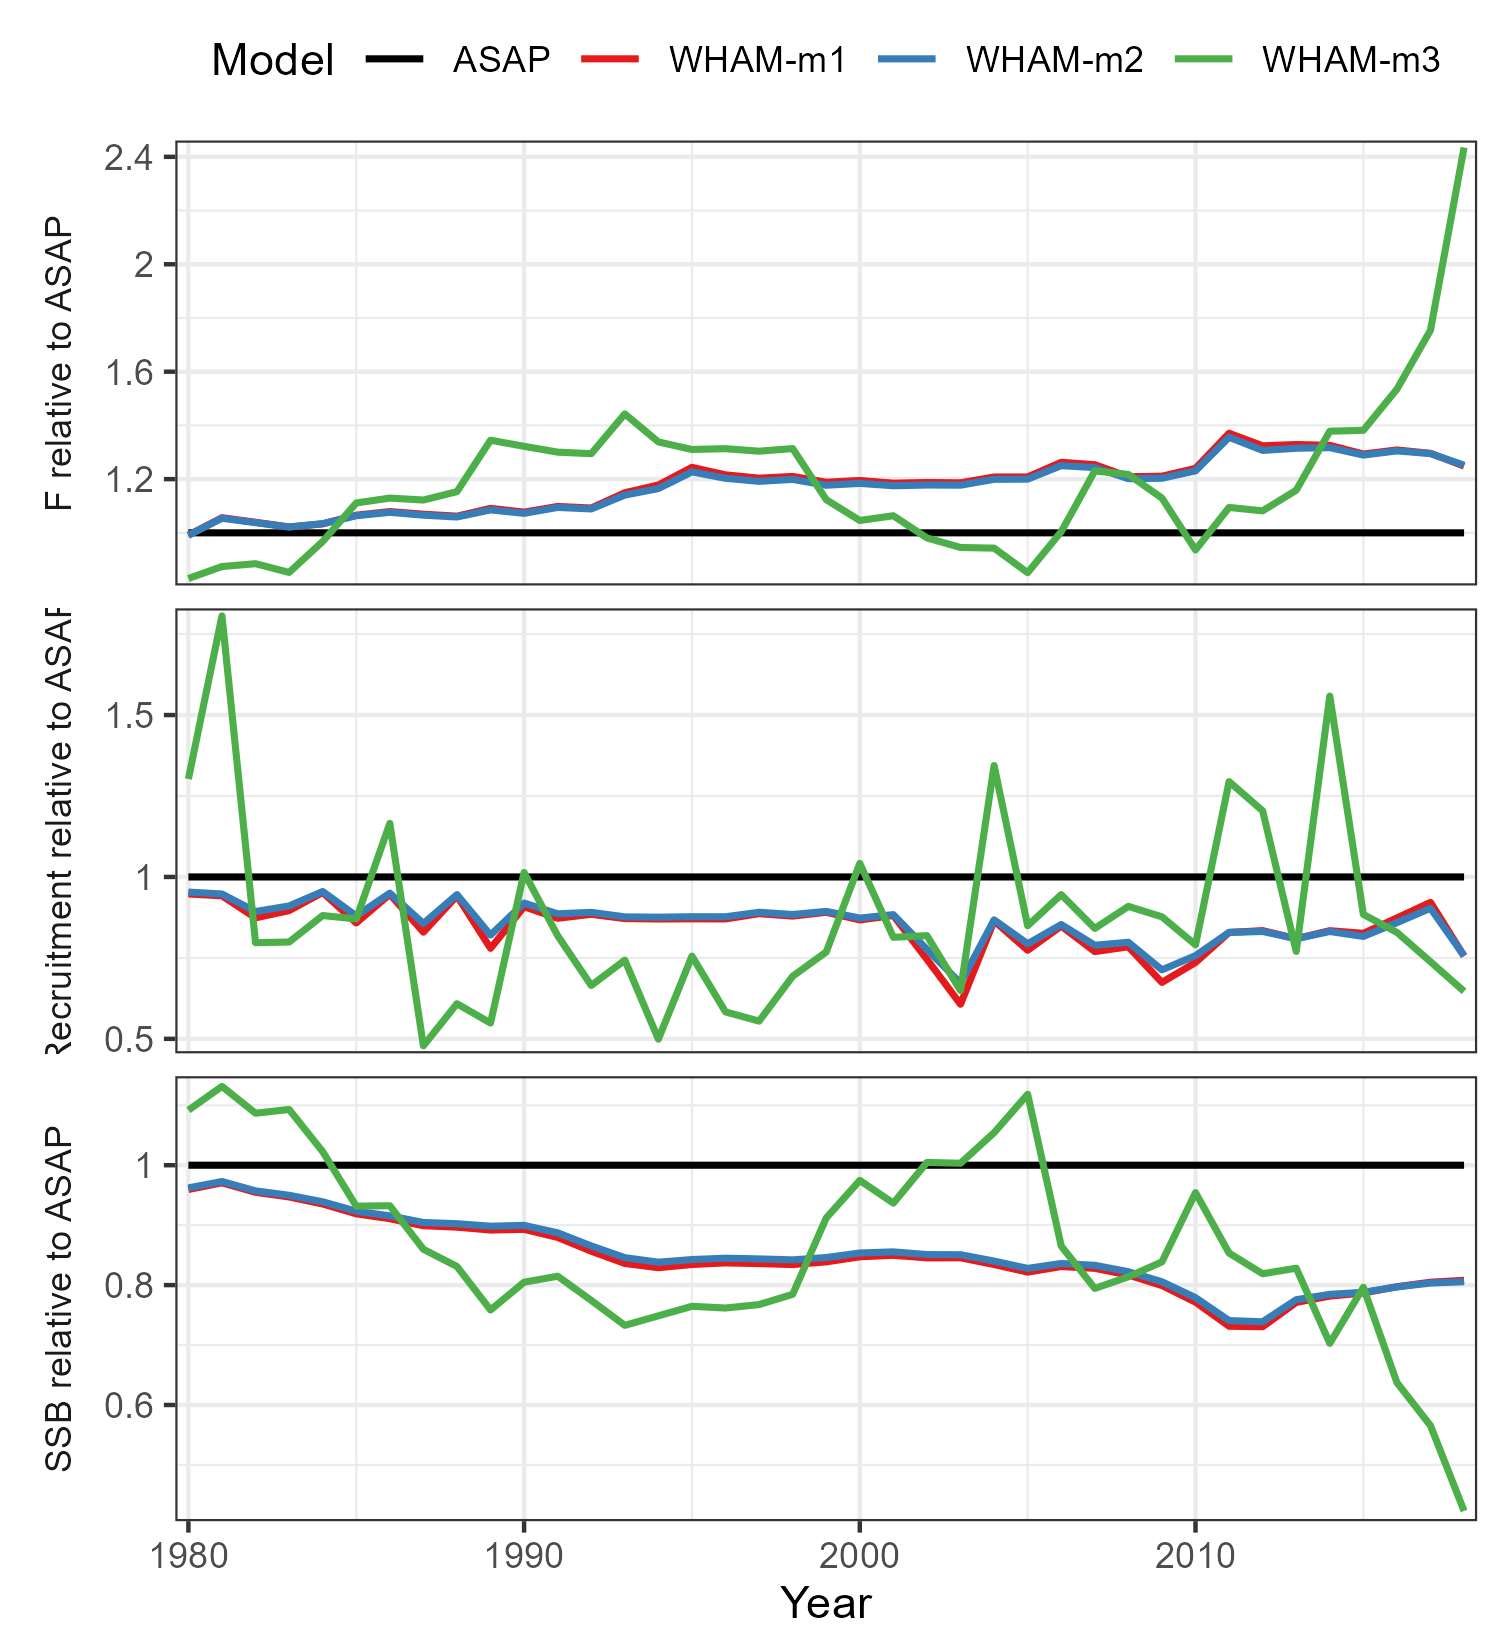 Model ASAP WHAM-m1 WHAM-m2 WHAM-m3
F relative to ASAP
2.4
2
1.6
1.2
Recruitment relative to ASAP
1.5
1
0.5
SSB relative to ASAP
1
0.8
0.6
1980 1990 2000 2010
Year